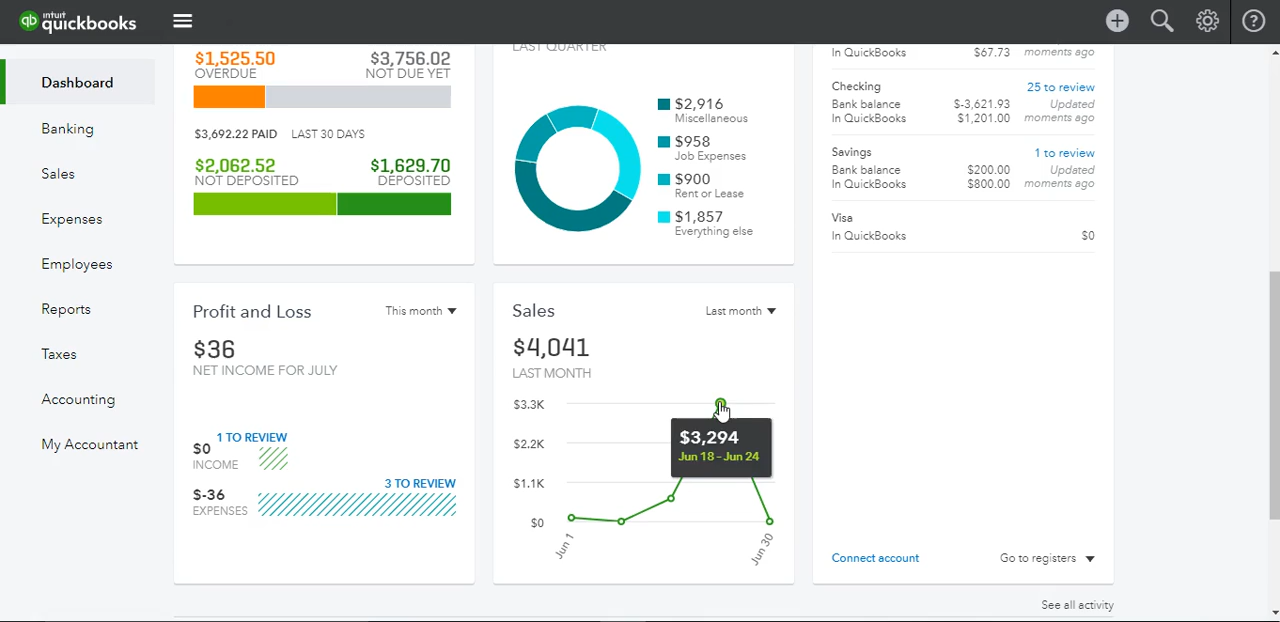 intuit
quickbooks
Dashboard
Banking
Sales
Expenses
Employees
Reports
Taxes
Accounting
My Accountant
$1,525.50 $3,756.02
OVERDUE NOT DUE YET
$3,692.22 PAID LAST 30 DAYS
$2,062.52 $1,629.70
NOT DEPOSITED DEPOSITED
LAST QUARTER
$2,916
Miscellaneous
$958
Job Expenses
$900
Rent or Lease
$1,857
Everything else
In QuickBooks $67.73 moments ago
Checking 25 to review
Bank balance $-3,621.93 Updated
In QuickBooks $1,201.00 moments ago
Savings 1 to review
Bank balance $200.00 Updated
In QuickBooks $800.00 moments ago
Visa
In QuickBooks $0
Profit and Loss This month
$36
NET INCOME FOR JULY
1 TO REVIEW
$0
INCOME
3 TO REVIEW
$-36
EXPENSES
Sales Last month
$4,041
LAST MONTH
$3.3K
$2.2K
$1.1K
$0
$3,294
Jun 18 – Jun 24
Jun 1 Jun 30
Connect account Go to registers
See all activity